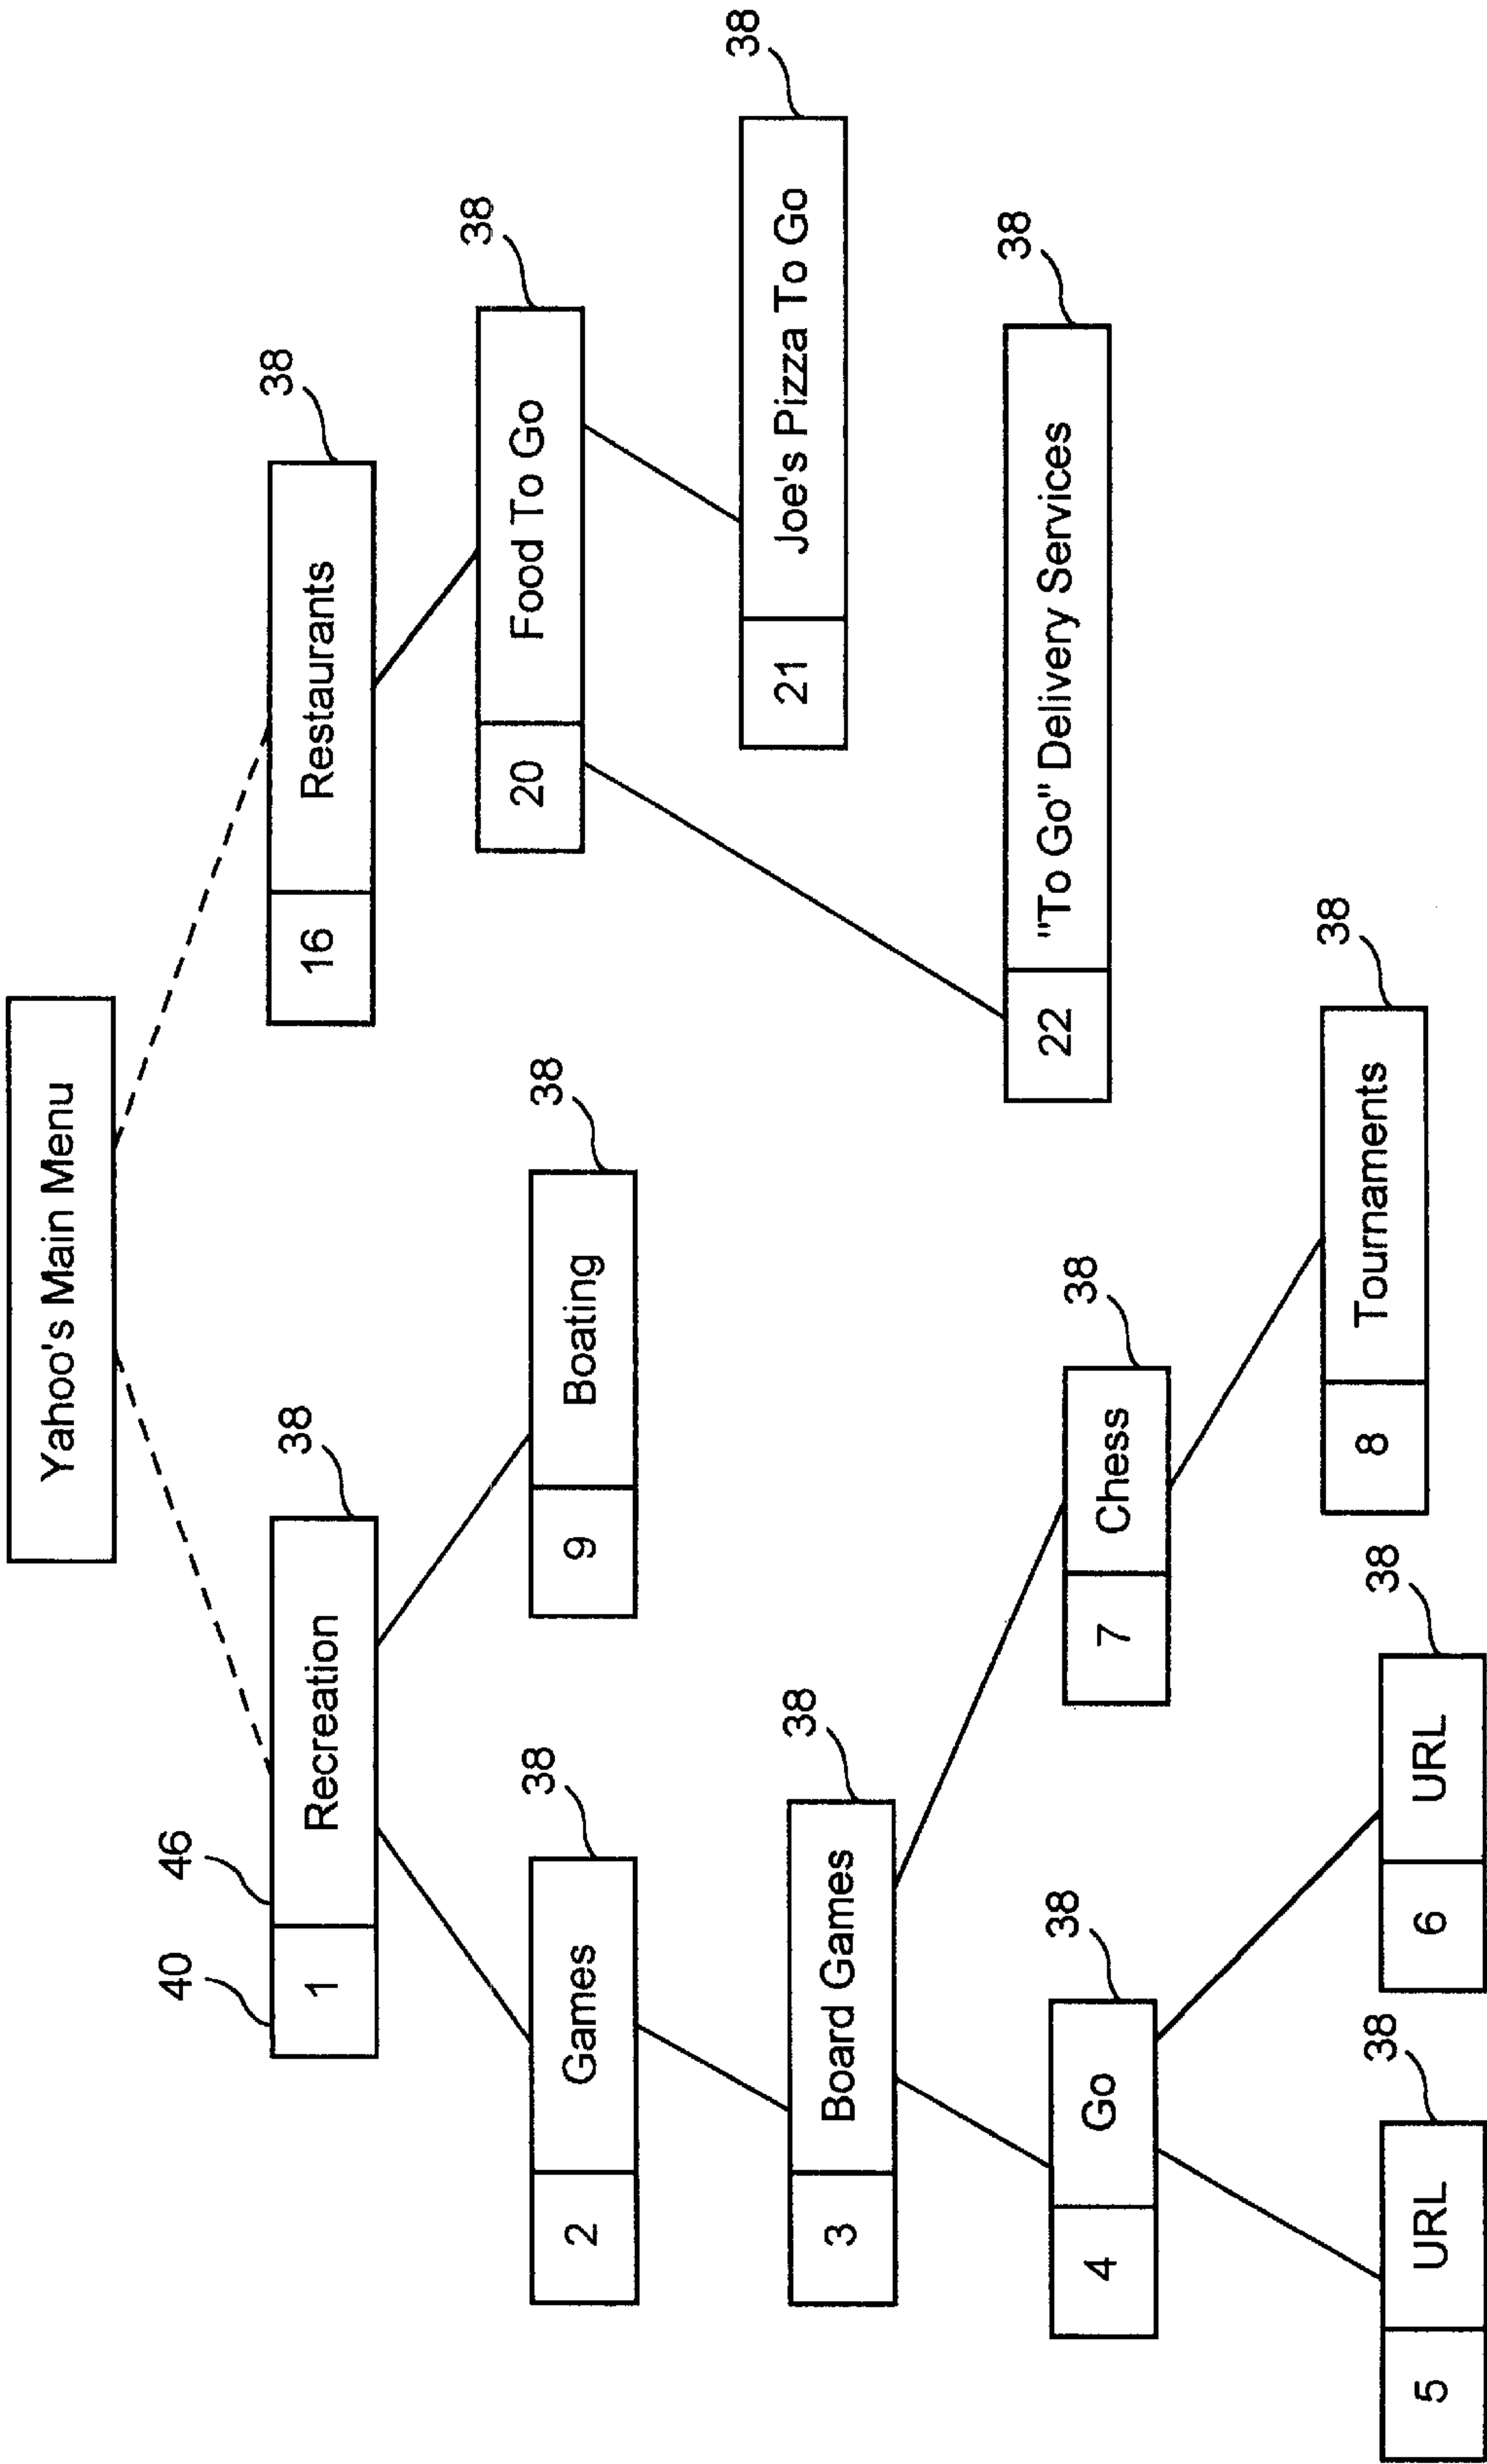 Yahoo's Main Menu
40
46
1
Recreation
38
16
Restaurants
38
2
Games
38
9
Boating
38
20
Food To Go
38
3
Board Games
38
21
Joe's Pizza To Go
38
4
Go
38
7
Chess
38
22
"To Go" Delivery Services
38
5
URL
38
6
URL
38
8
Tournaments
38